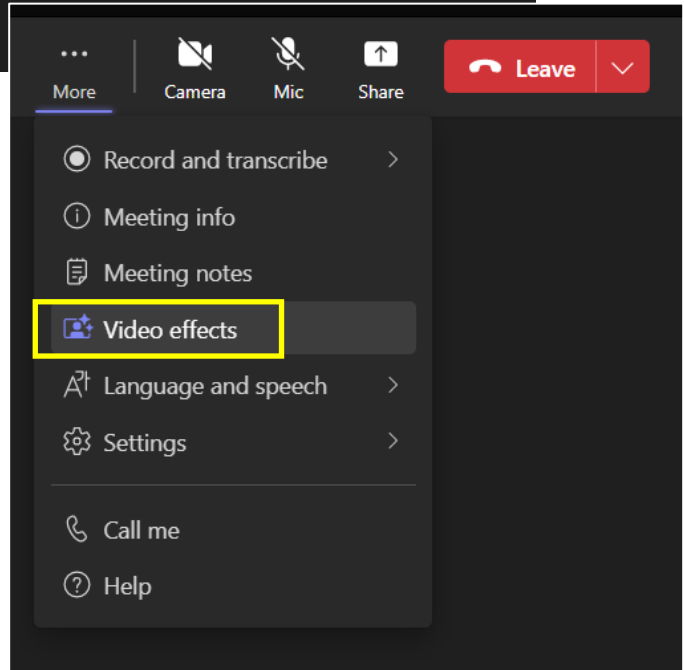 More
Camera
Mic
Share
Leave
Record and transcribe
Meeting info
Meeting notes
Video effects
Language and speech
Settings
Call me
Help